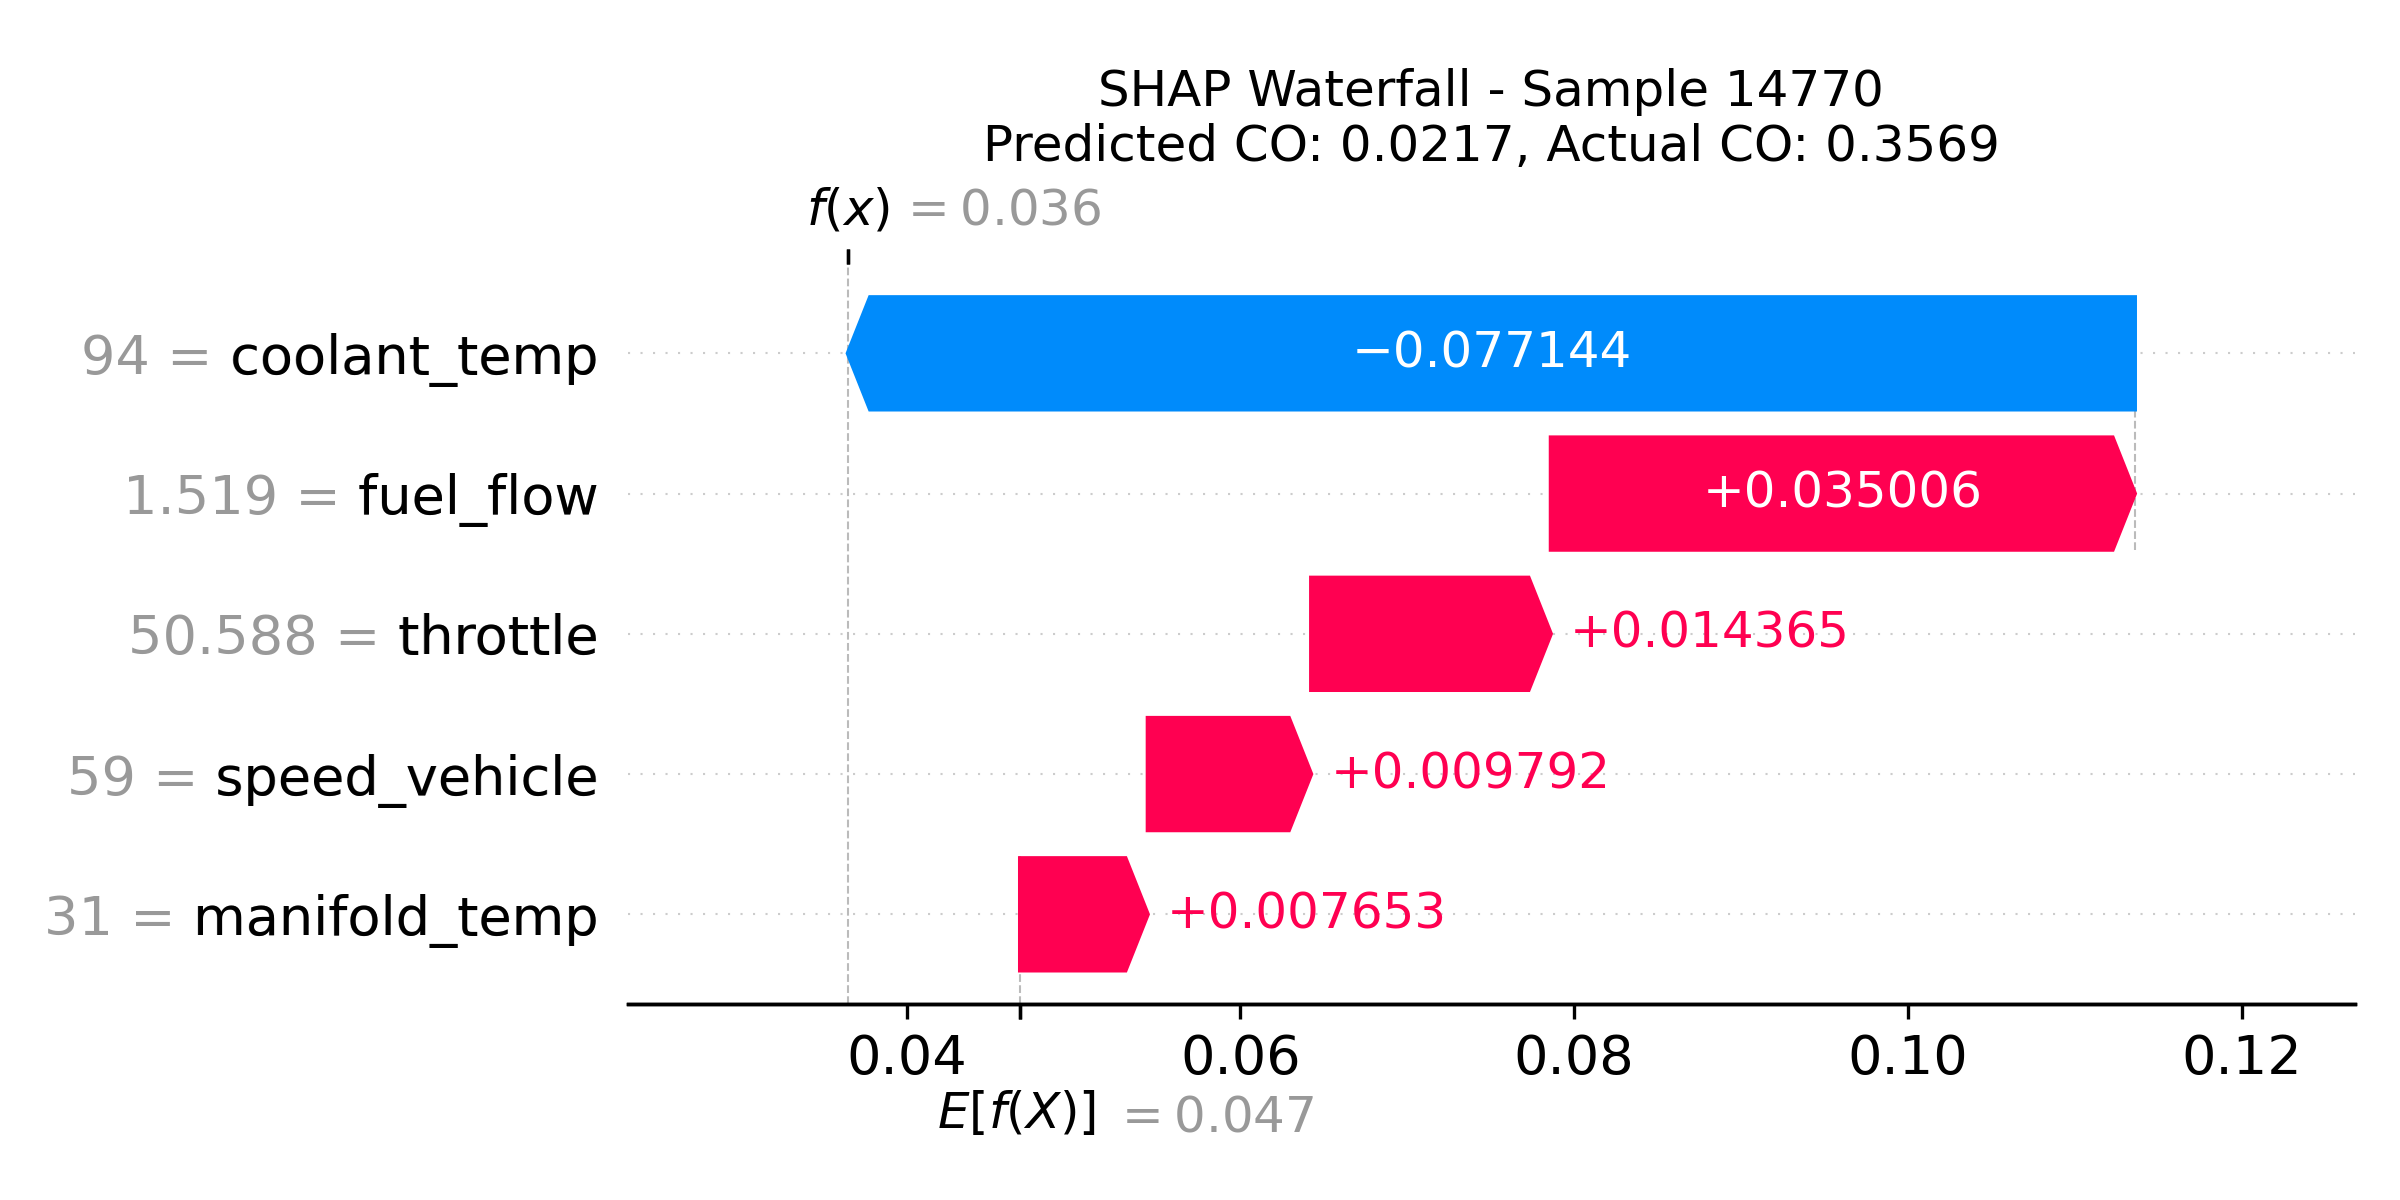 SHAP Waterfall - Sample 14770
Predicted CO: 0.0217, Actual CO: 0.3569
f(x) = 0.036
94 = coolant_temp −0.077144
1.519 = fuel_flow +0.035006
50.588 = throttle +0.014365
59 = speed_vehicle +0.009792
31 = manifold_temp +0.007653
0.04 0.06 0.08 0.10 0.12
E[f(X)] = 0.047